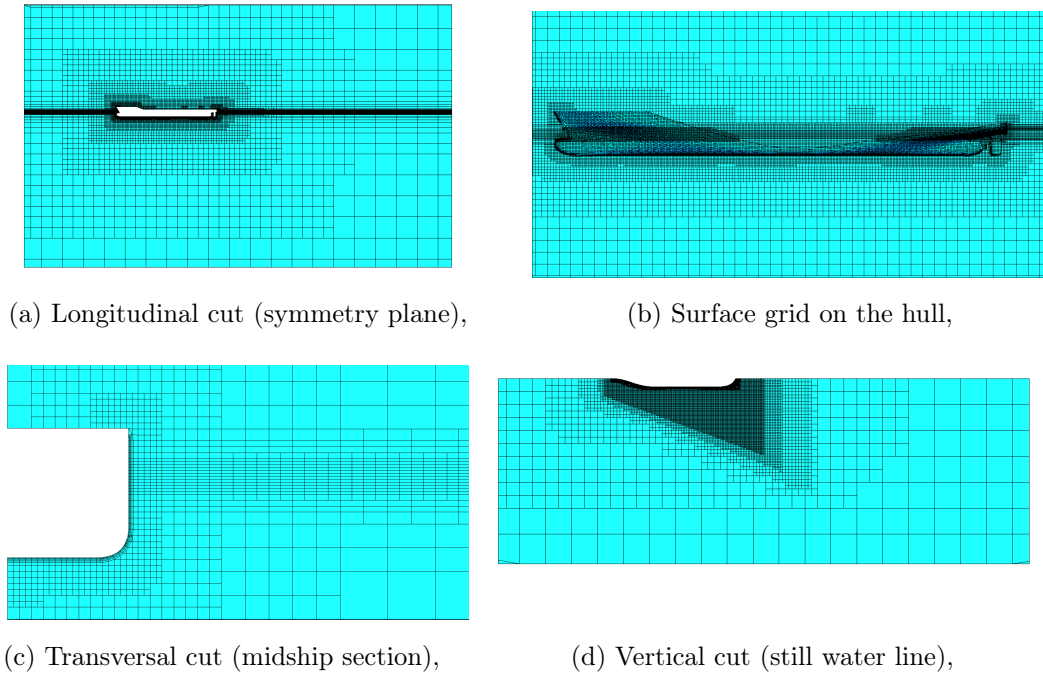 (a) Longitudinal cut (symmetry plane),
(b) Surface grid on the hull,
(c) Transversal cut (midship section),
(d) Vertical cut (still water line),